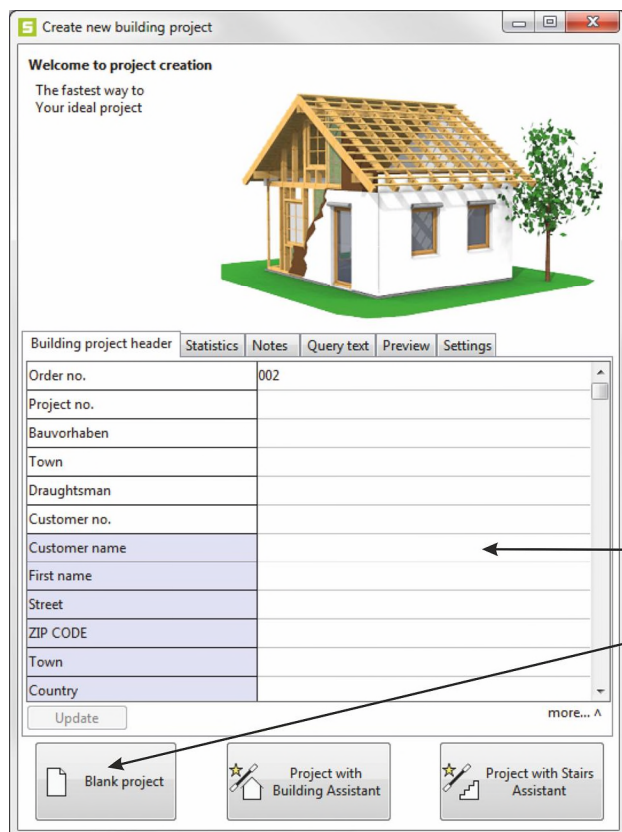 Create new building project
Welcome to project creation
The fastest way to
Your ideal project
Building project header Statistics Notes Query text Preview Settings
Order no. 002
Project no.
Bauvorhaben
Town
Draughtsman
Customer no.
Customer name
First name
Street
ZIP CODE
Town
Country
Update more... ˄
Blank project
Project with
Building Assistant
Project with Stairs
Assistant